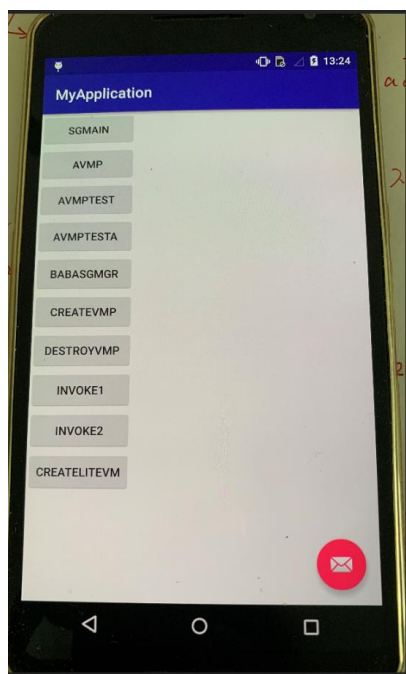 13:24
MyApplication
SGMAIN
AVMP
AVMPTEST
AVMPTESTA
BABASGMGR
CREATEVMP
DESTROYVMP
INVOKE1
INVOKE2
CREATELITEVM